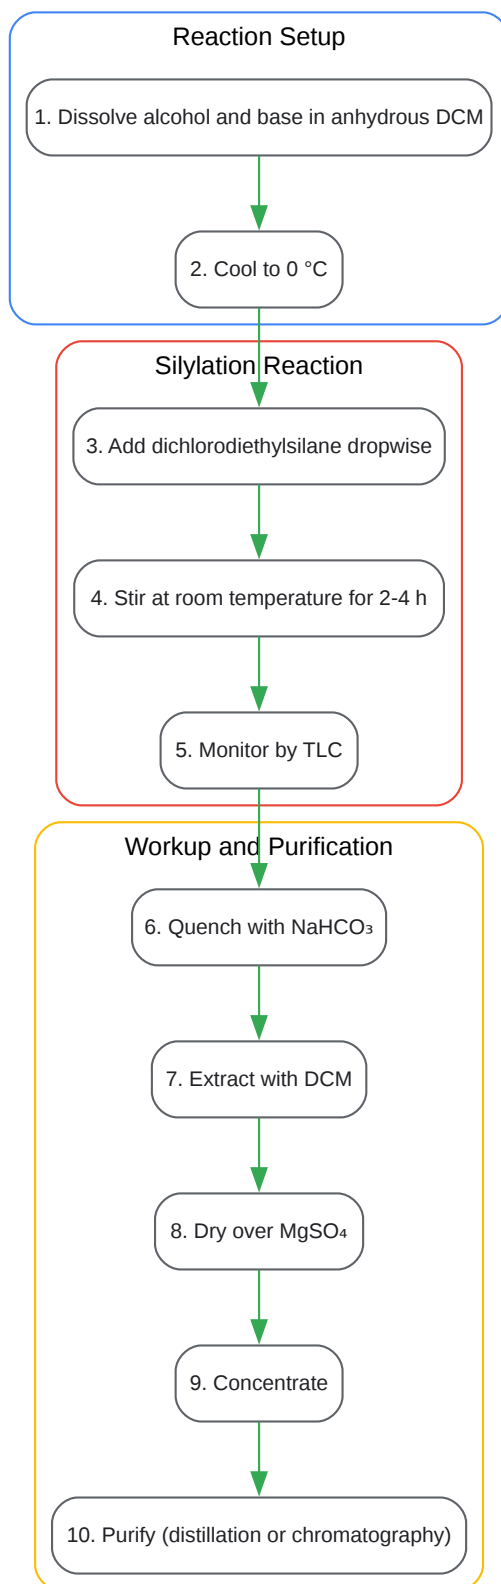 Reaction Setup
1. Dissolve alcohol and base in anhydrous DCM
2. Cool to 0 °C
Silylation Reaction
3. Add dichlorodiethylsilane dropwise
4. Stir at room temperature for 2-4 h
5. Monitor by TLC
Workup and Purification
6. Quench with NaHCO₃
7. Extract with DCM
8. Dry over MgSO₄
9. Concentrate
10. Purify (distillation or chromatography)